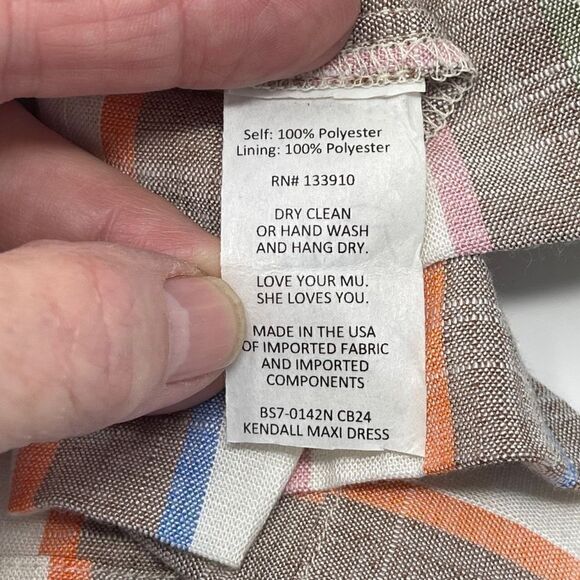 Self: 100% Polyester
Lining: 100% Polyester
RN# 133910
DRY CLEAN
OR HAND WASH
AND HANG DRY.
LOVE YOUR MU.
SHE LOVES YOU.
MADE IN THE USA
OF IMPORTED FABRIC
AND IMPORTED
COMPONENTS
BS7-0142N CB24
KENDALL MAXI DRESS